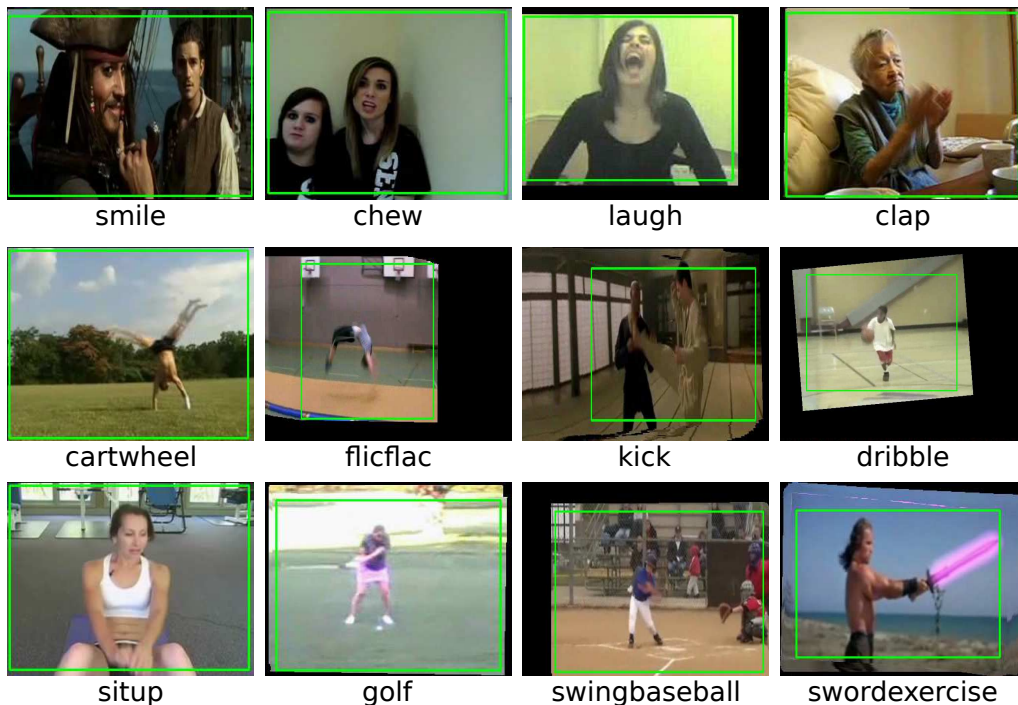 smile
chew
laugh
clap
cartwheel
flicflac
kick
dribble
situp
golf
swingbaseball
swordexercise